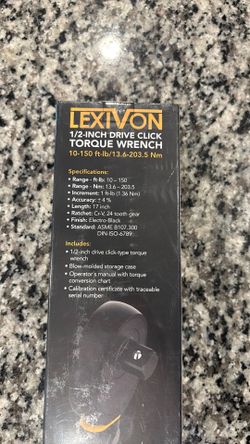 LEXIVON
1/2-INCH DRIVE CLICK
TORQUE WRENCH
10-150 ft-lb/13.6-203.5 Nm
Specifications:
• Range - ft-lb: 10 – 150
• Range - Nm: 13.6 – 203.5
• Increment: 1 ft-lb (1.36 Nm)
• Accuracy: ± 4 %
• Length: 17 inch
• Ratchet: Cr-V, 24-tooth gear
• Finish: Electro-Black
• Standard: ASME B107.300
DIN ISO-6789
Includes:
• 1/2-inch drive click-type torque
wrench
• Blow-molded storage case
• Operator's manual with torque
conversion chart
• Calibration certificate with traceable
serial number